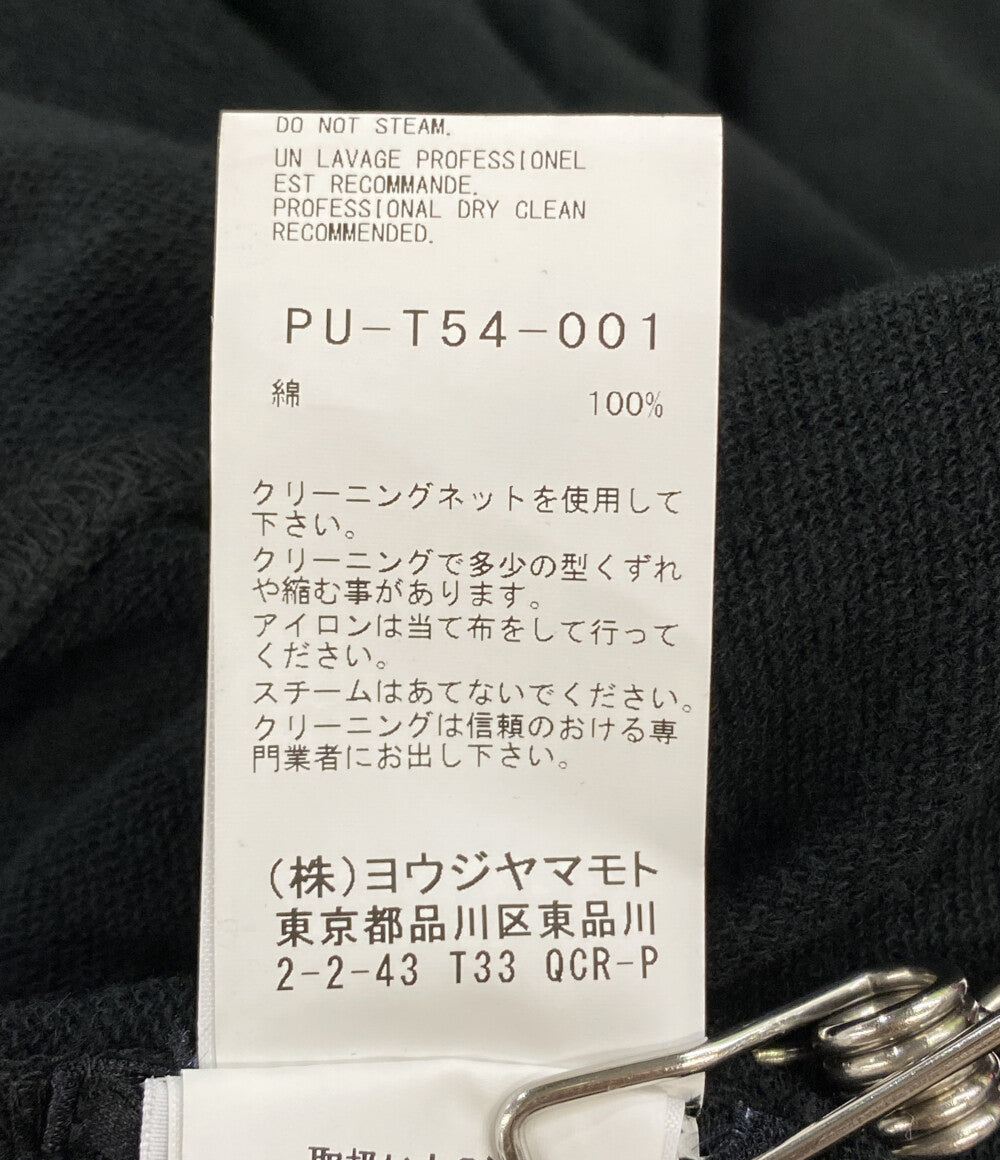 DO NOT STEAM.
UN LAVAGE PROFESSIONEL
EST RECOMMANDE.
PROFESSIONAL DRY CLEAN
RECOMMENDED.
PU-T54-001
綿 100%
クリーニングネットを使用して
下さい。
クリーニングで多少の型くずれ
や縮む事があります。
アイロンは当て布をして行って
ください。
スチームはあてないでください。
クリーニングは信頼のおける専
門業者にお出し下さい。
(株)ヨウジヤマモト
東京都品川区東品川
2-2-43 T33 QCR-P